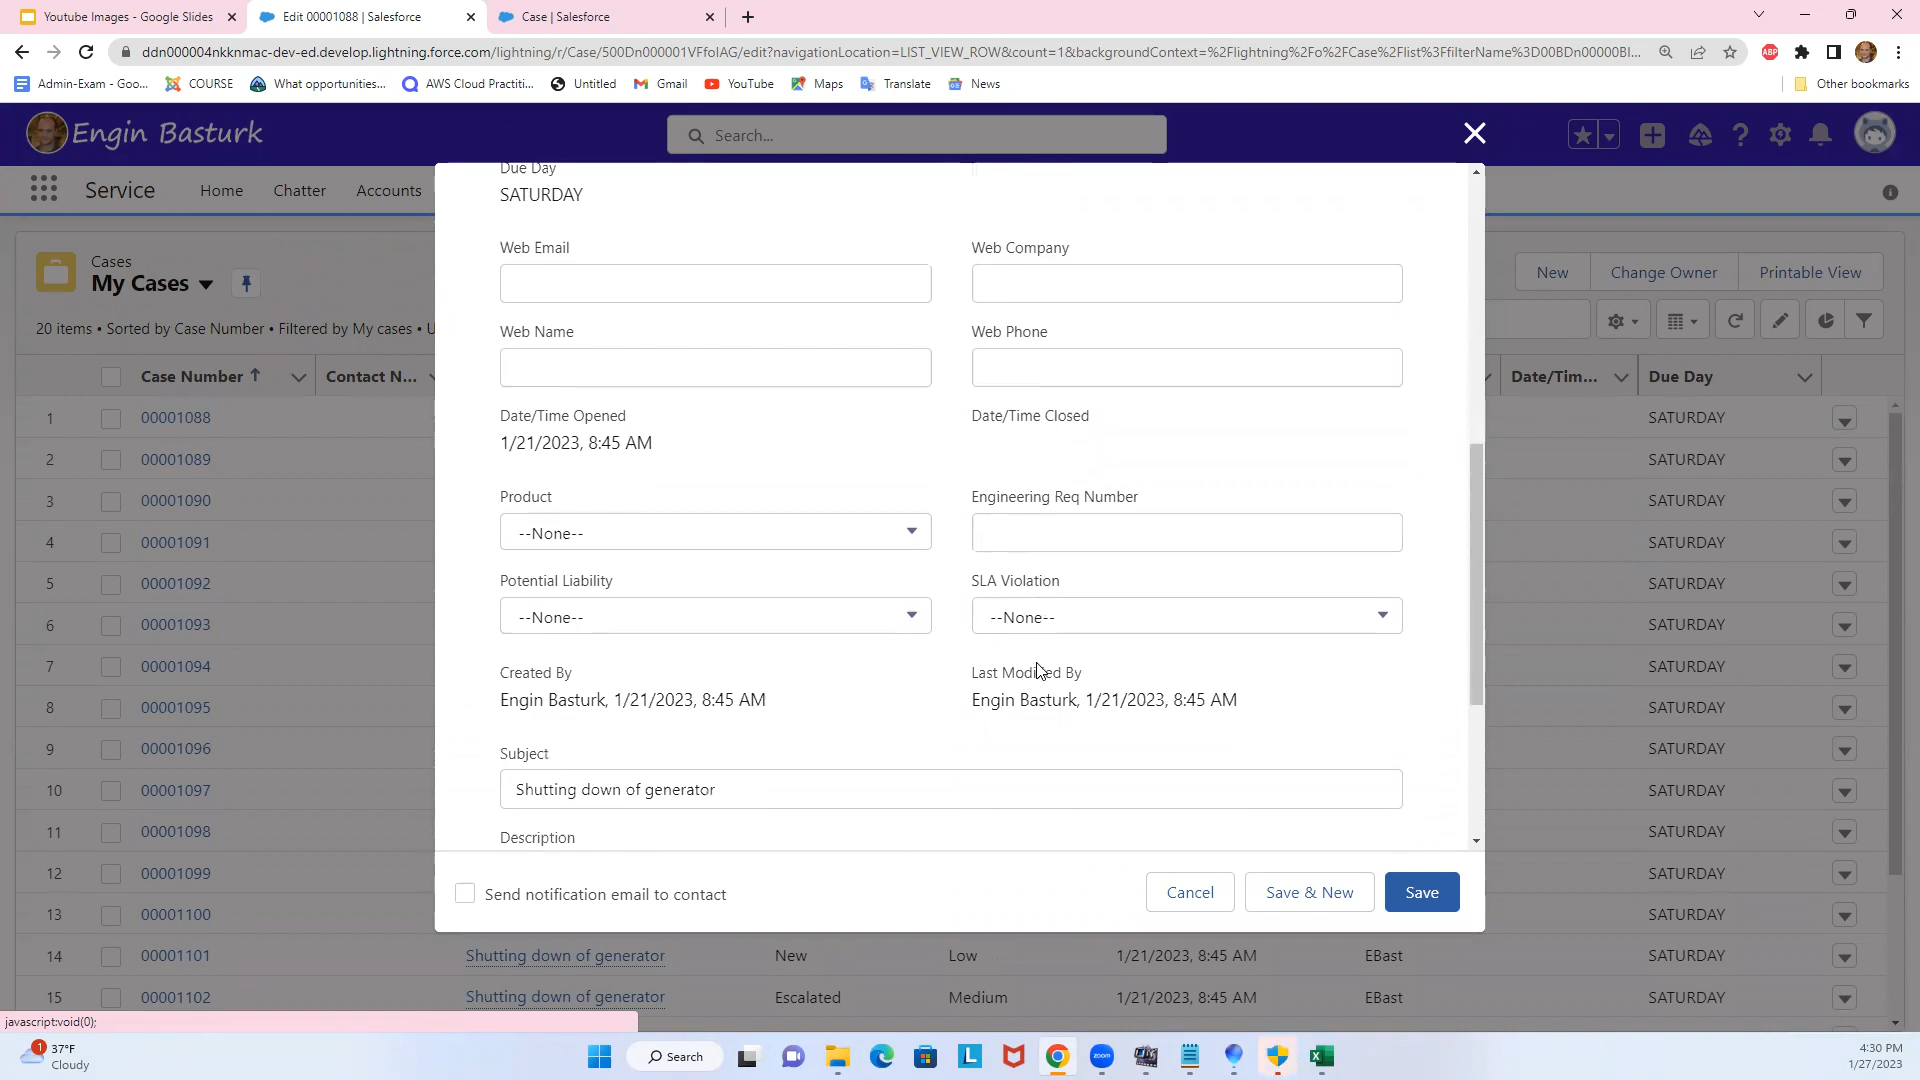 Youtube Images - Google Slides
Edit 00001088 | Salesforce
Case | Salesforce
ddn000004nkknmac-dev-ed.develop.lightning.force.com/lightning/r/Case/500Dn000001VFfoIAG/edit?navigationLocation=LIST_VIEW_ROW&count=1&backgroundContext=%2Flightning%2Fo%2FCase%2Flist%3FfilterName%3D00BDn00000BI...
Admin-Exam - Goo...
COURSE
What opportunities...
AWS Cloud Practiti...
Untitled
Gmail
YouTube
Maps
Translate
News
Other bookmarks
Engin Basturk
Search...
Service
Home
Chatter
Accounts
Cases
My Cases
20 items • Sorted by Case Number • Filtered by My cases • U
New
Change Owner
Printable View
Case Number
Contact N...
Date/Tim...
Due Day
1 00001088 SATURDAY
2 00001089 SATURDAY
3 00001090 SATURDAY
4 00001091 SATURDAY
5 00001092 SATURDAY
6 00001093 SATURDAY
7 00001094 SATURDAY
8 00001095 SATURDAY
9 00001096 SATURDAY
10 00001097 SATURDAY
11 00001098 SATURDAY
12 00001099 SATURDAY
13 00001100 SATURDAY
14 00001101 Shutting down of generator New Low 1/21/2023, 8:45 AM EBast SATURDAY
15 00001102 Shutting down of generator Escalated Medium 1/21/2023, 8:45 AM EBast SATURDAY
Due Day
SATURDAY
Web Email
Web Company
Web Name
Web Phone
Date/Time Opened
1/21/2023, 8:45 AM
Date/Time Closed
Product
--None--
Engineering Req Number
Potential Liability
--None--
SLA Violation
--None--
Created By
Engin Basturk, 1/21/2023, 8:45 AM
Last Modified By
Engin Basturk, 1/21/2023, 8:45 AM
Subject
Shutting down of generator
Description
Send notification email to contact
Cancel
Save & New
Save
javascript:void(0);
1
37°F
Cloudy
Search
4:30 PM
1/27/2023